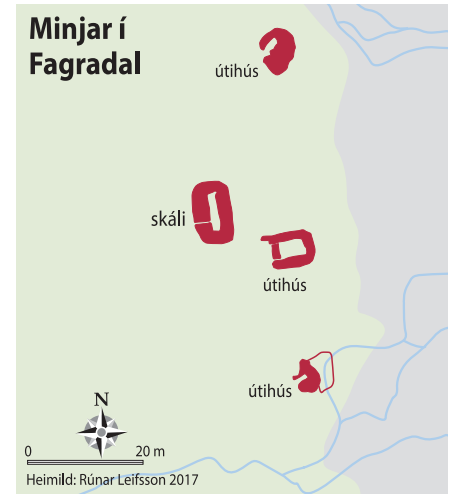 Minjar í
Fagradal
útihús
skáli
útihús
útihús
N
0 20 m
Heimild: Rúnar Leifsson 2017